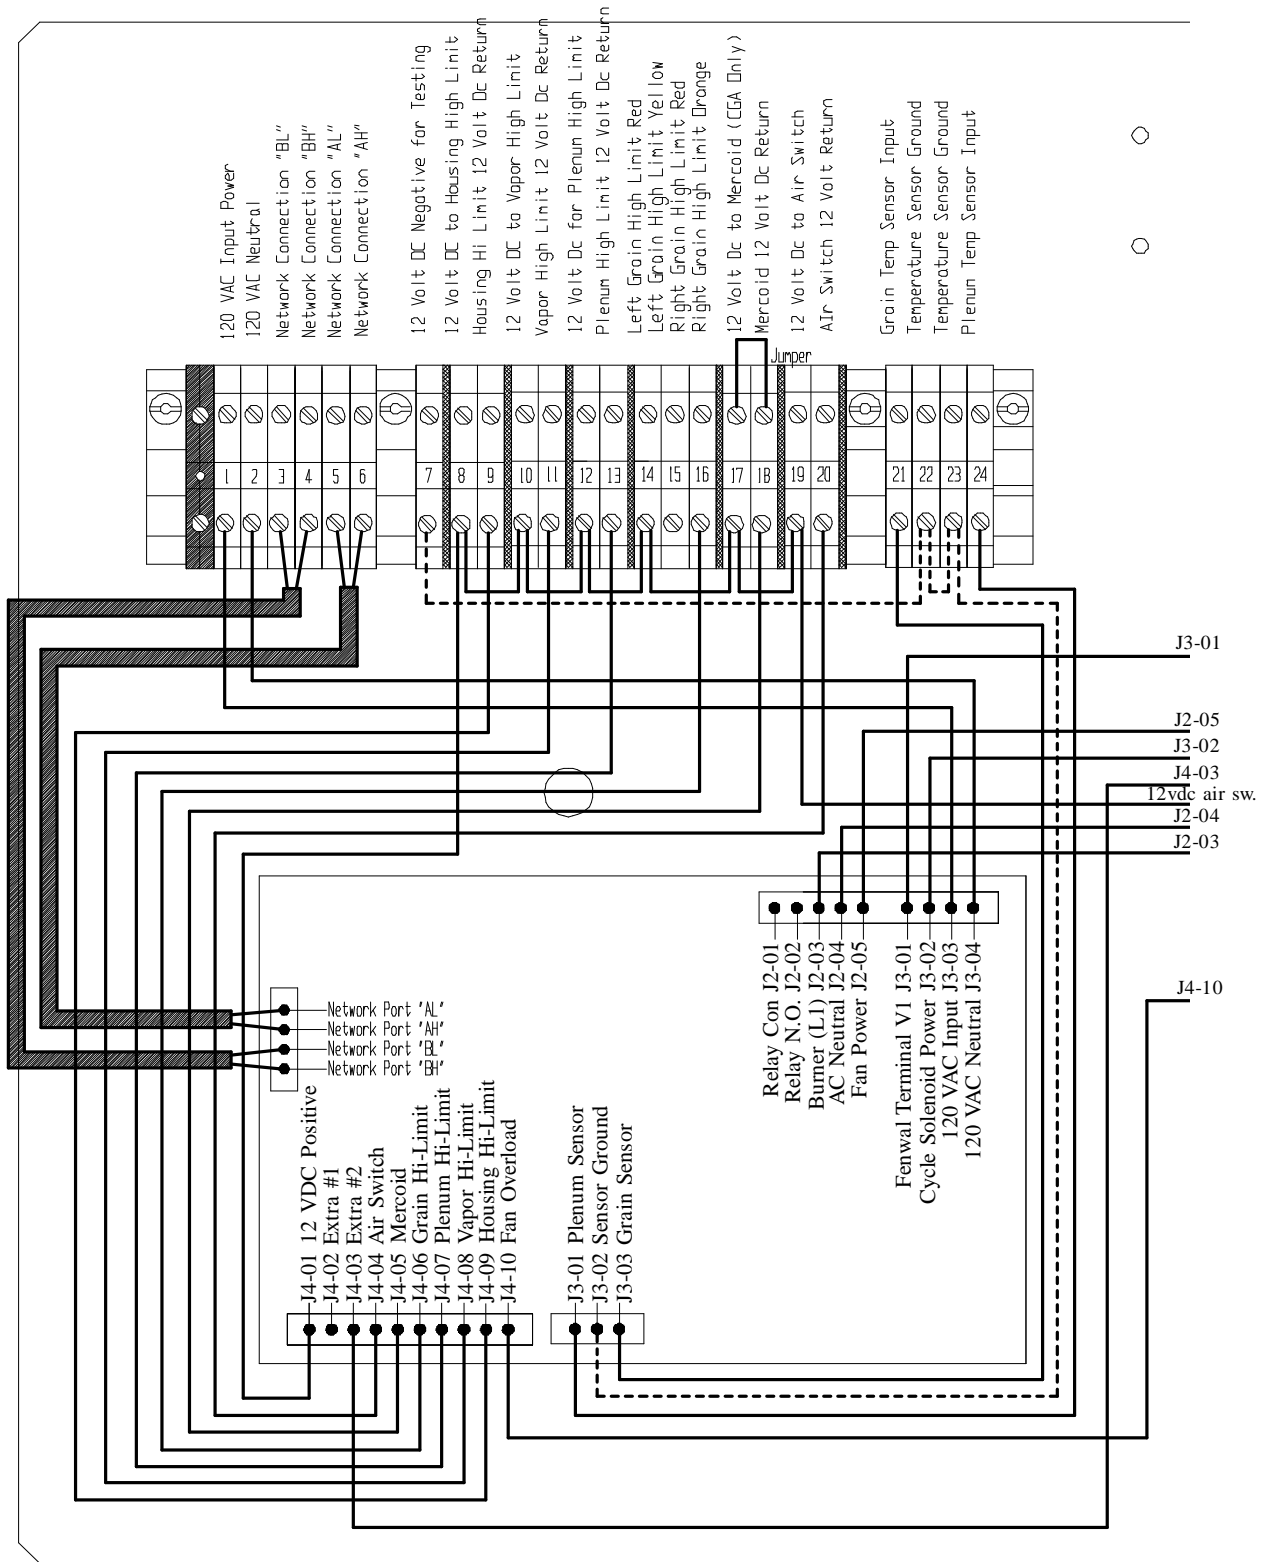 120 VAC Input Power
120 VAC Neutral
Network Connection "BL"
Network Connection "BH"
Network Connection "AL"
Network Connection "AH"
12 Volt DC Negative for Testing
12 Volt DC to Housing High Limit
Housing Hi Limit 12 Volt Dc Return
12 Volt DC to Vapor High Limit
Vapor High Limit 12 Volt Dc Return
12 Volt Dc for Plenum High Limit
Plenum High Limit 12 Volt Dc Return
Left Grain High Limit Red
Left Grain High Limit Yellow
Right Grain High Limit Red
Right Grain High Limit Orange
12 Volt Dc to Mercoid (CGA Only)
Mercoid 12 Volt Dc Return
12 Volt Dc to Air Switch
AIr Switch 12 Volt Return
Grain Temp Sensor Input
Temperature Sensor Ground
Temperature Sensor Ground
Plenum Temp Sensor Input
Jumper
1 2 3 4 5 6 7 8 9 10 11 12 13 14 15 16 17 18 19 20 21 22 23 24
J3-01
J2-05
J3-02
J4-03
12vdc air sw.
J2-04
J2-03
J4-10
Relay Con J2-01
Relay N.O. J2-02
Burner (L1) J2-03
AC Neutral J2-04
Fan Power J2-05
Fenwal Terminal V1 J3-01
Cycle Solenoid Power J3-02
120 VAC Input J3-03
120 VAC Neutral J3-04
Network Port "AL"
Network Port "AH"
Network Port "BL"
Network Port "BH"
J4-01 12 VDC Positive
J4-02 Extra #1
J4-03 Extra #2
J4-04 Air Switch
J4-05 Mercoid
J4-06 Grain Hi-Limit
J4-07 Plenum Hi-Limit
J4-08 Vapor Hi-Limit
J4-09 Housing Hi-Limit
J4-10 Fan Overload
J3-01 Plenum Sensor
J3-02 Sensor Ground
J3-03 Grain Sensor